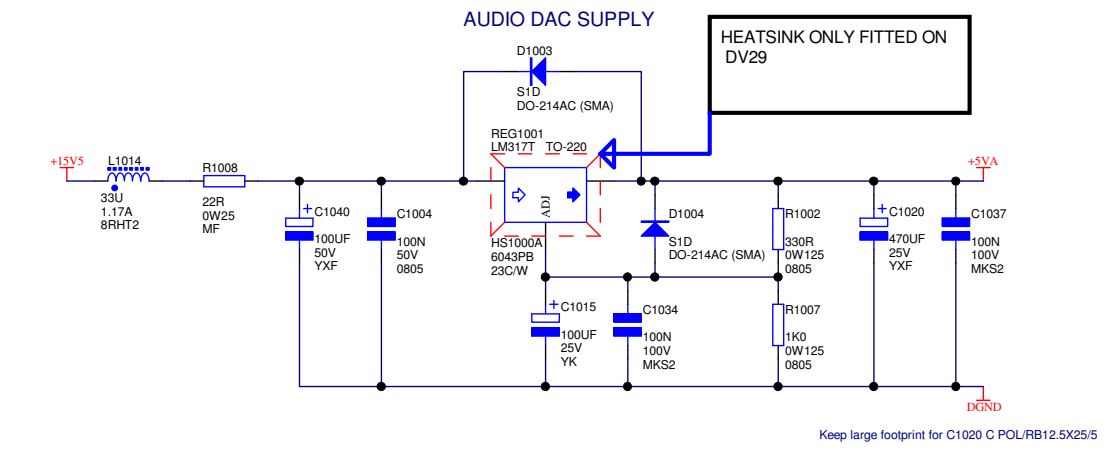 AUDIO DAC SUPPLY
HEATSINK ONLY FITTED ON
DV29
D1003
S1D
DO-214AC (SMA)
REG1001
LM317T TO-220
+15V5
L1014
33U
1.17A
8RHT2
R1008
22R
0W25
MF
+
C1040
100UF
50V
YXF
C1004
100N
50V
0805
ADJ
HS1000A
6043PB
23C/W
D1004
S1D
DO-214AC (SMA)
R1002
330R
0W125
0805
+
C1020
470UF
25V
YXF
+5VA
C1037
100N
100V
MKS2
+
C1015
100UF
25V
YK
C1034
100N
100V
MKS2
R1007
1K0
0W125
0805
DGND
Keep large footprint for C1020 C POL/RB12.5X25/5